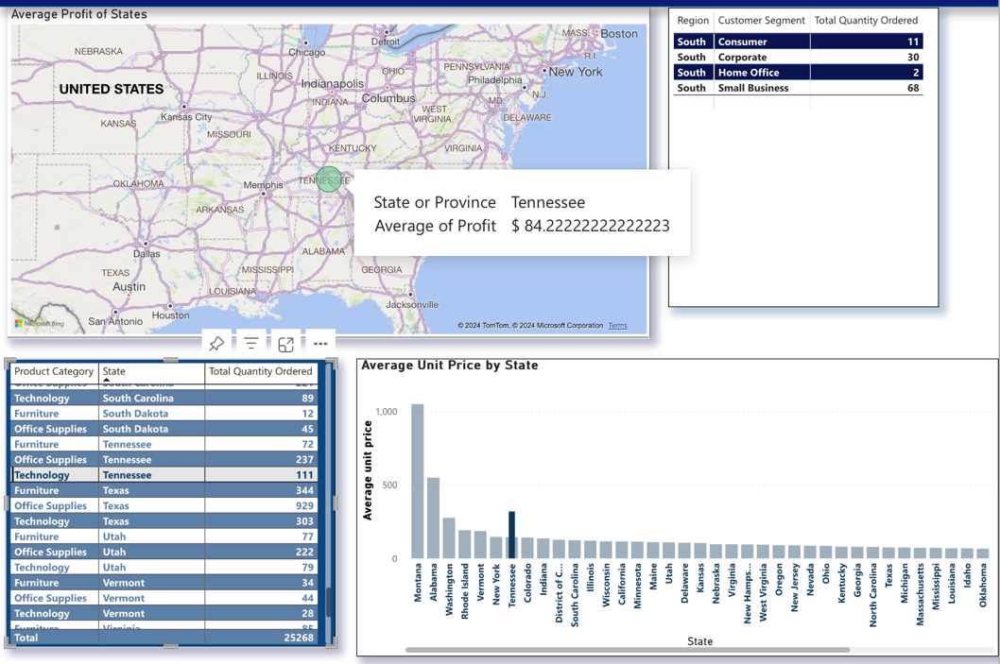 Average Profit of States
NEBRASKA
Chicago
Detroit
MASS.
Boston
R.I.
ILLINOIS
OHIO
PENNSYLVANIA
New York
UNITED STATES
Indianapolis
INDIANA
Columbus
Philadelphia
N.J.
MD.
KANSAS
Kansas City
WEST
VIRGINIA
DELAWARE
MISSOURI
KENTUCKY
VIRGINIA
OKLAHOMA
Memphis
TENNESSEE
ARKANSAS
State or Province Tennessee
Average of Profit $ 84.22222222222223
Dallas
ALABAMA
TEXAS
MISSISSIPPI
GEORGIA
Austin
LOUISIANA
Houston
Jacksonville
San Antonio
Microsoft Bing
© 2024 TomTom, © 2024 Microsoft Corporation Terms
Region Customer Segment Total Quantity Ordered
South Consumer 11
South Corporate 30
South Home Office 2
South Small Business 68
Product Category State Total Quantity Ordered
Office Supplies South Carolina
Technology South Carolina 89
Furniture South Dakota 12
Office Supplies South Dakota 45
Furniture Tennessee 72
Office Supplies Tennessee 237
Technology Tennessee 111
Furniture Texas 344
Office Supplies Texas 929
Technology Texas 303
Furniture Utah 77
Office Supplies Utah 222
Technology Utah 79
Furniture Vermont 34
Office Supplies Vermont 44
Technology Vermont 28
Furniture Virginia 85
Total 25268
Average Unit Price by State
Average unit price
1,000
500
0
Montana
Alabama
Washington
Rhode Island
Vermont
New York
Tennessee
Colorado
Indiana
District of C...
South Carolina
Illinois
Wisconsin
California
Minnesota
Maine
Utah
Delaware
Kansas
Nebraska
Virginia
New Hamps...
West Virginia
Oregon
New Jersey
Nevada
Ohio
Kentucky
Georgia
North Carolina
Texas
Michigan
Massachusetts
Mississippi
Louisiana
Idaho
Oklahoma
State